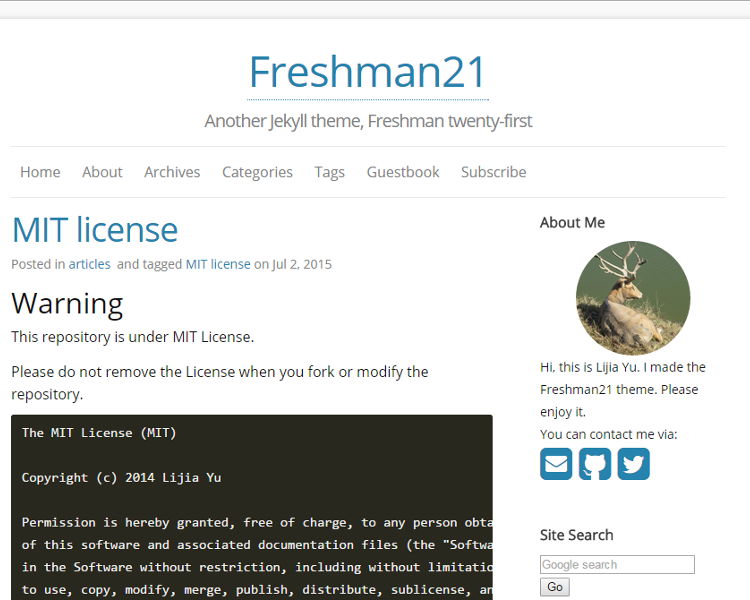 Freshman21
Another Jekyll theme, Freshman twenty-first
Home About Archives Categories Tags Guestbook Subscribe
MIT license
Posted in articles and tagged MIT license on Jul 2, 2015
Warning
This repository is under MIT License.
Please do not remove the License when you fork or modify the
repository.
The MIT License (MIT)
Copyright (c) 2014 Lijia Yu
Permission is hereby granted, free of charge, to any person obta
of this software and associated documentation files (the "Softwa
in the Software without restriction, including without limitatio
to use, copy, modify, merge, publish, distribute, sublicense, an
About Me
Hi, this is Lijia Yu. I made the
Freshman21 theme. Please
enjoy it.
You can contact me via:
Site Search
Google search
Go